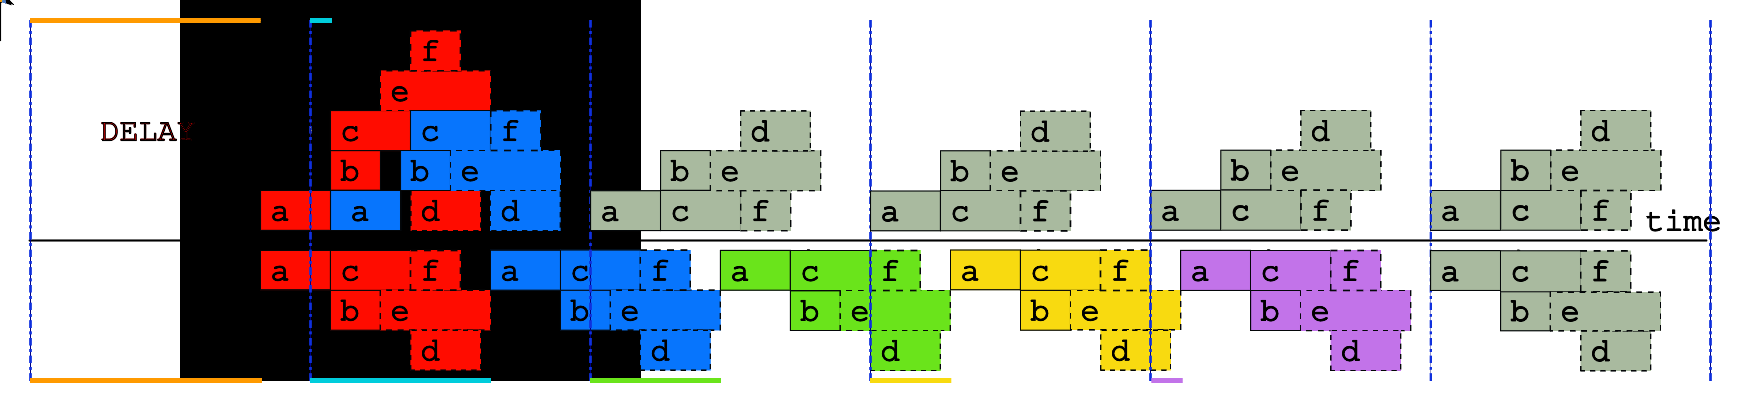 f
e
c c f d d d d
DELAY
b b e b e b e b e b e
a a d d a c f a c f a c f a c f
time
a c f a c f a c f a c f a c f a c f
b e b e b e b e b e b e
d d d d d d